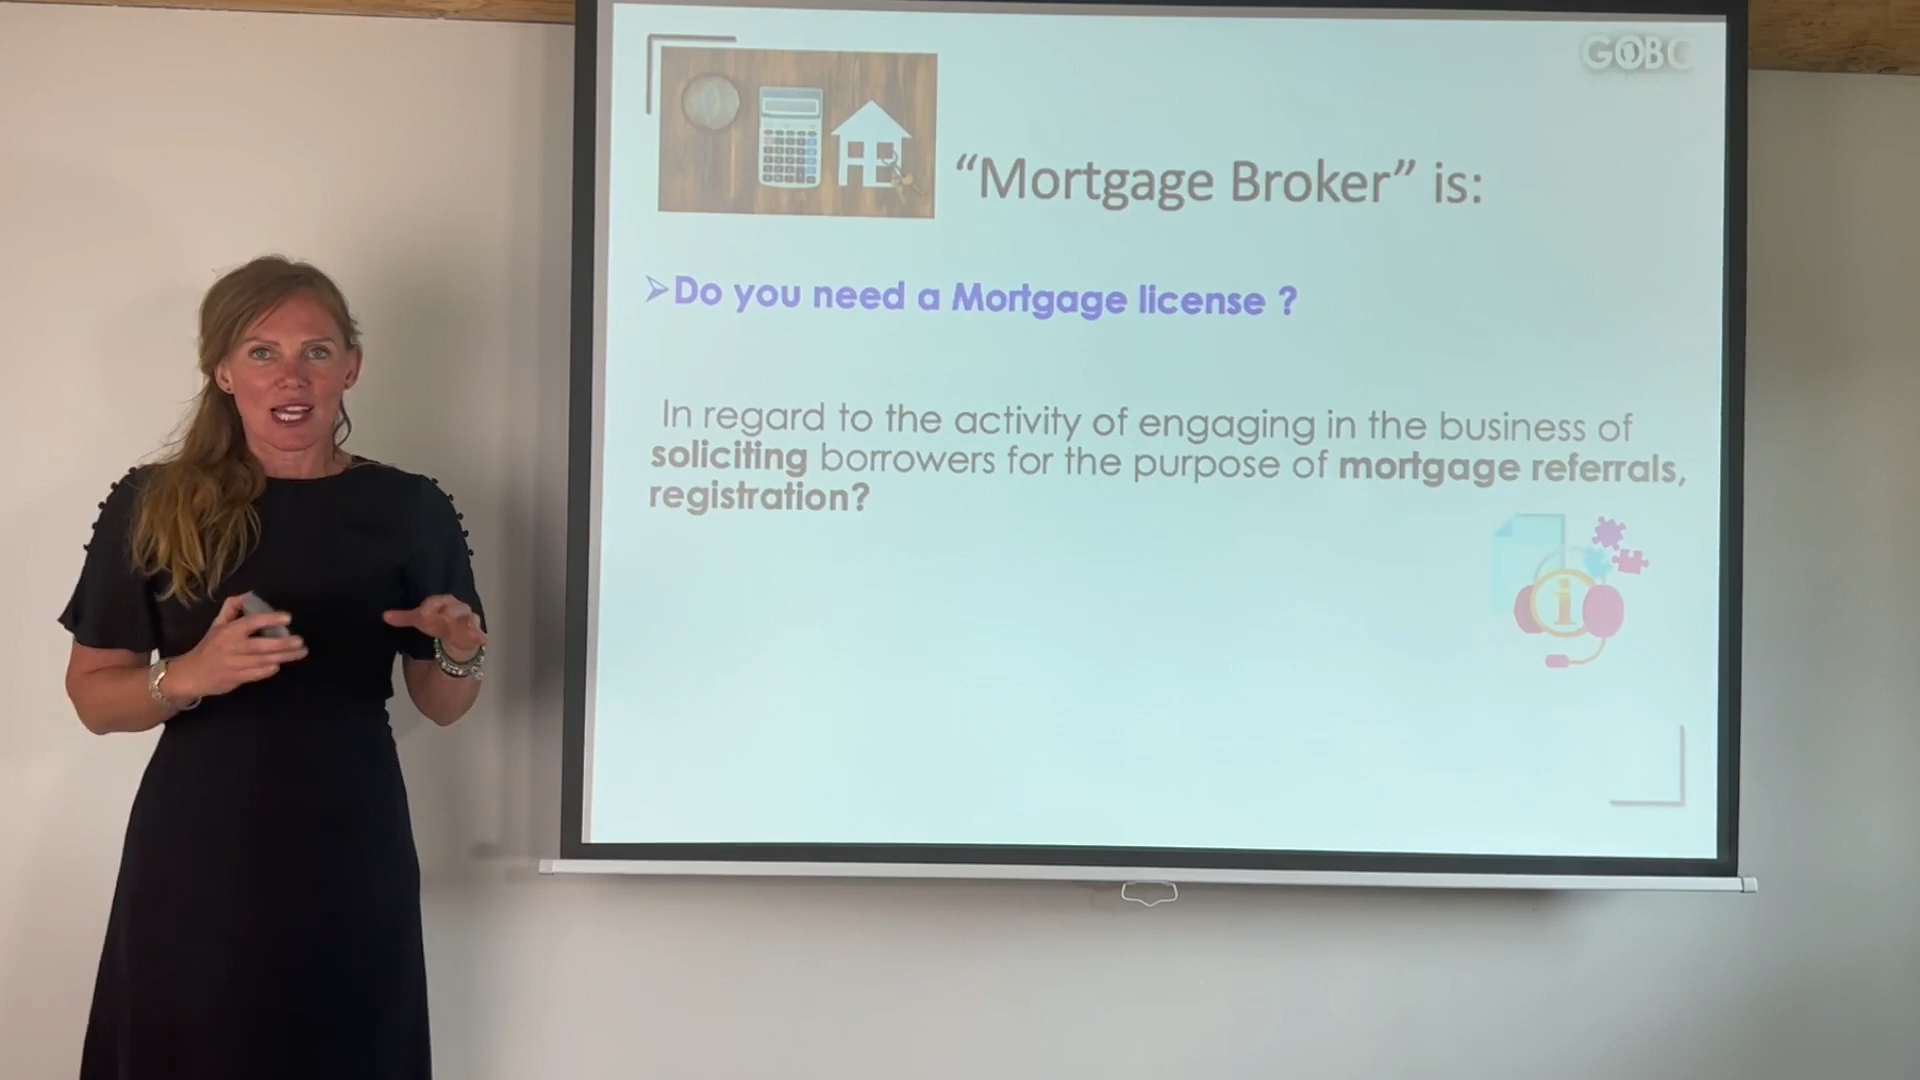 GOBC
“Mortgage Broker” is:
➢Do you need a Mortgage license ?
In regard to the activity of engaging in the business of
soliciting borrowers for the purpose of mortgage referrals,
registration?
i